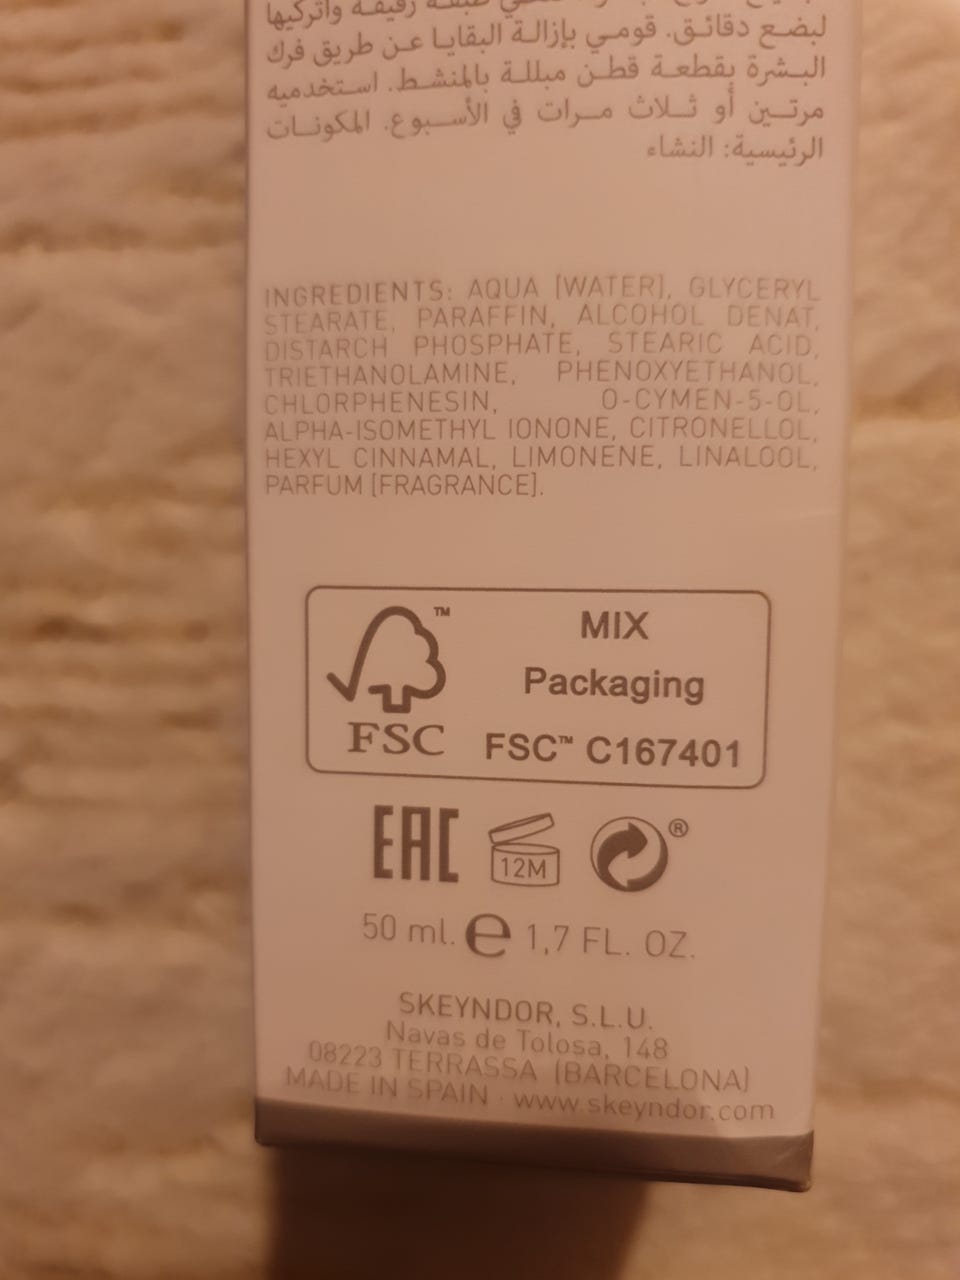 طبقة رقيقة واتركيها
لبضع دقائق. قومي بإزالة البقايا عن طريق فرك
البشرة بقطعة قطن مبللة بالمنشط. استخدميه
مرتين أو ثلاث مرات في الأسبوع. المكونات
الرئيسية: النشاء
INGREDIENTS: AQUA [WATER], GLYCERYL
STEARATE, PARAFFIN, ALCOHOL DENAT,
DISTARCH PHOSPHATE, STEARIC ACID,
TRIETHANOLAMINE, PHENOXYETHANOL,
CHLORPHENESIN, O-CYMEN-5-OL,
ALPHA-ISOMETHYL IONONE, CITRONELLOL,
HEXYL CINNAMAL, LIMONENE, LINALOOL,
PARFUM [FRAGRANCE].
™ MIX
Packaging
FSC FSC™ C167401
EAC 12M ®
50 ml. e 1,7 FL. OZ.
SKEYNDOR, S.L.U.
Navas de Tolosa, 148
08223 TERRASSA (BARCELONA)
MADE IN SPAIN · www.skeyndor.com